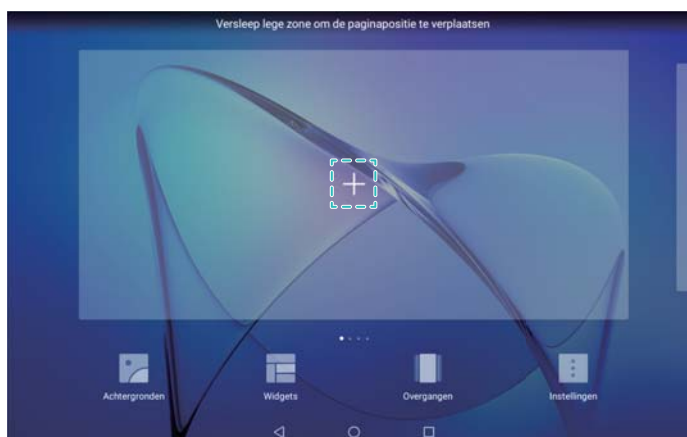 Versleep lege zone om de paginapositie te verplaatsen
Achtergronden
Widgets
Overgangen
Instellingen